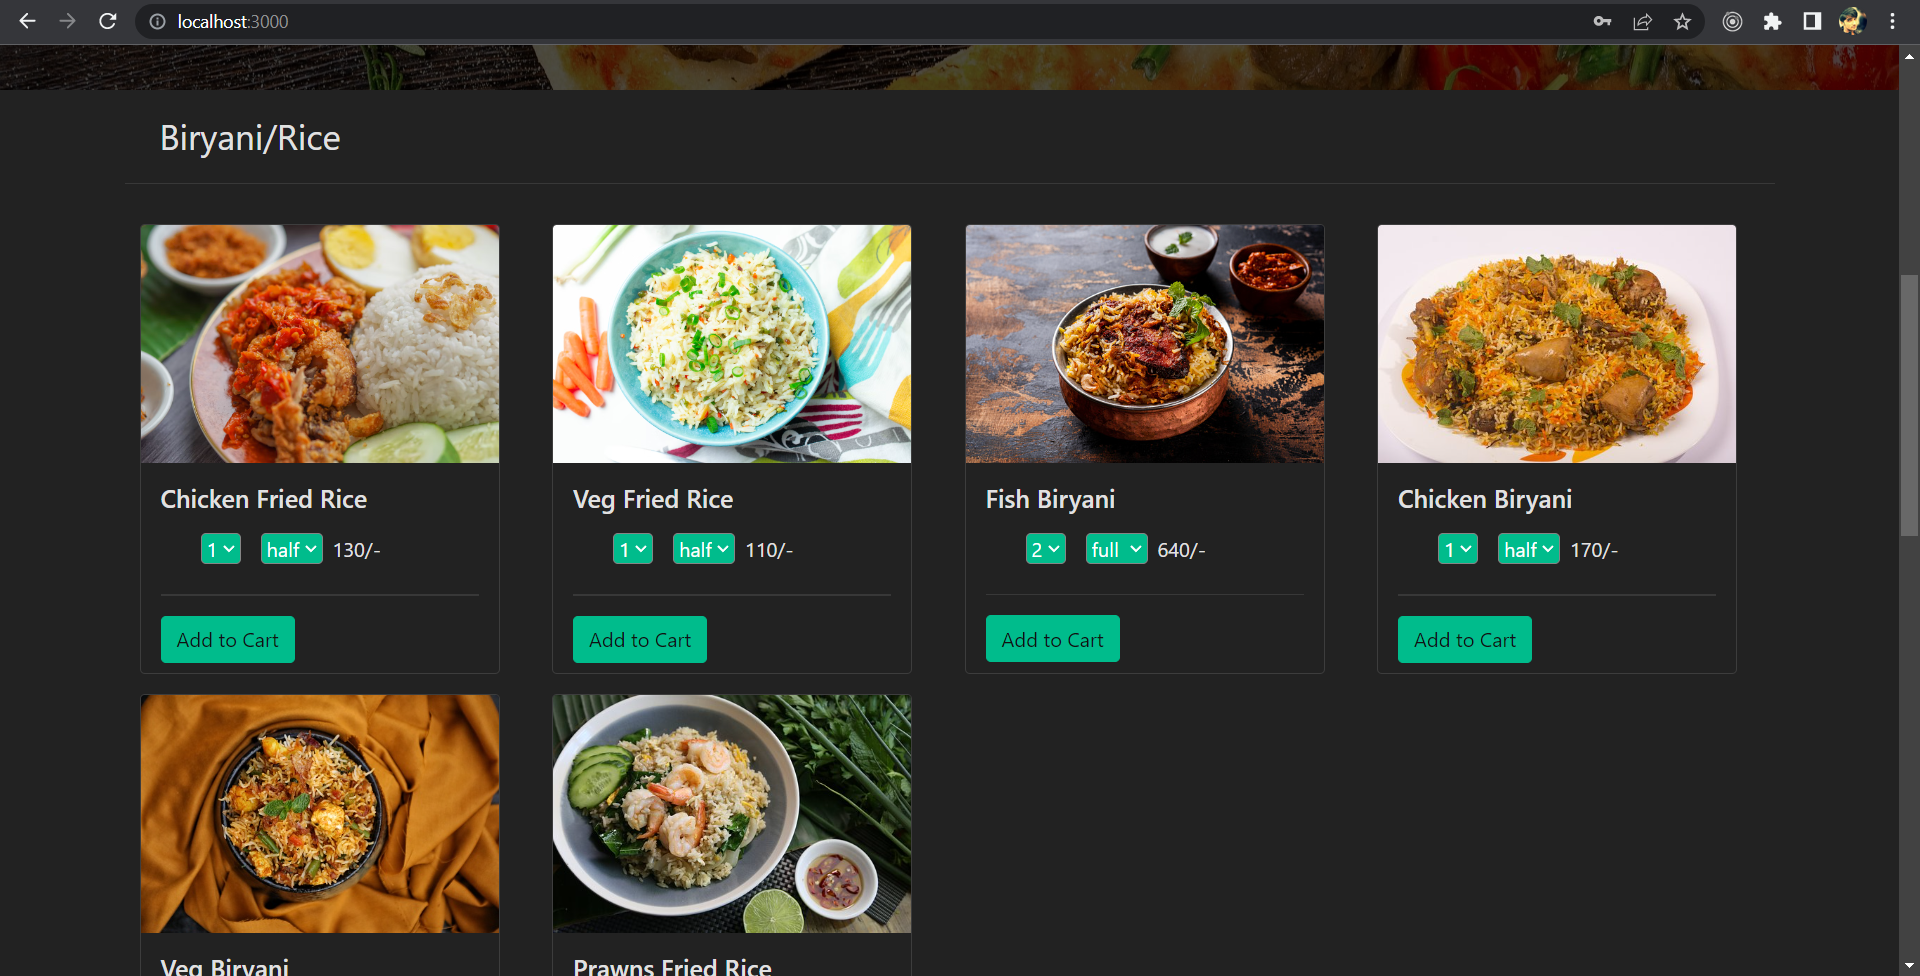 localhost:3000
Biryani/Rice
Chicken Fried Rice
1 half 130/-
Add to Cart
Veg Fried Rice
1 half 110/-
Add to Cart
Fish Biryani
2 full 640/-
Add to Cart
Chicken Biryani
1 half 170/-
Add to Cart
Veg Biryani
Prawns Fried Rice